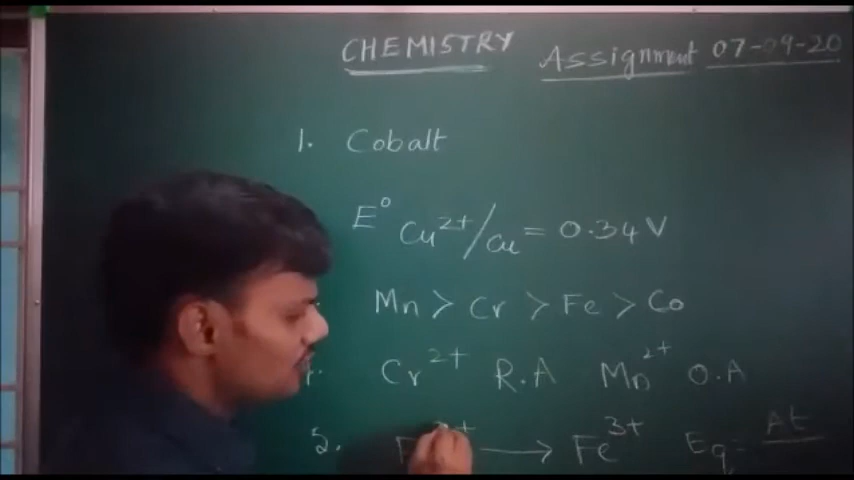 CHEMISTRY Assignment 07-09-20
1. Cobalt
E° Cu²⁺/Cu = 0.34 V
Mn > Cr > Fe > Co
Cr²⁺ R.A Mn²⁺ O.A
5. F ⟶ Fe³⁺ Eq = At